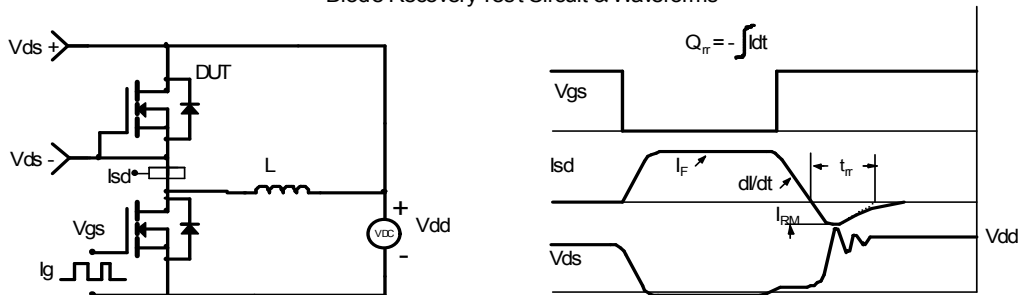 Diode Recovery Test Circuit & Waveforms
Vds +
DUT
Vds -
Isd
L
Vgs
Ig
+
VDC
-
Vdd
Qrr = - ∫Idt
Vgs
Isd
IF
dI/dt
trr
IRM
Vds
Vdd